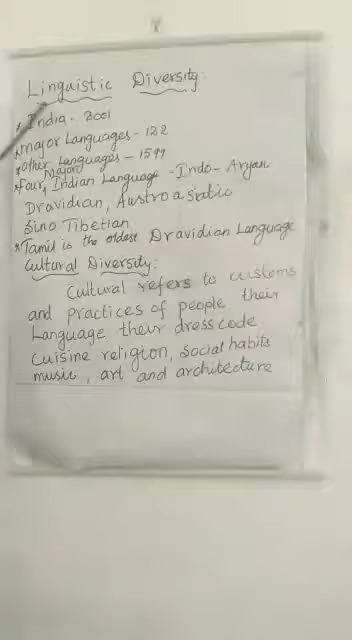 Linguistic Diversity:
* India - 2001
* major Languages - 122
* other Languages - 1599
* Four Major Indian Language - Indo-Aryan
Dravidian, Austroasiatic
Sino Tibetian
* Tamil is the oldest Dravidian Language
Cultural Diversity:
Cultural refers to customs
and practices of people their
Language their dress code
cuisine religion, social habits
music, art and architecture